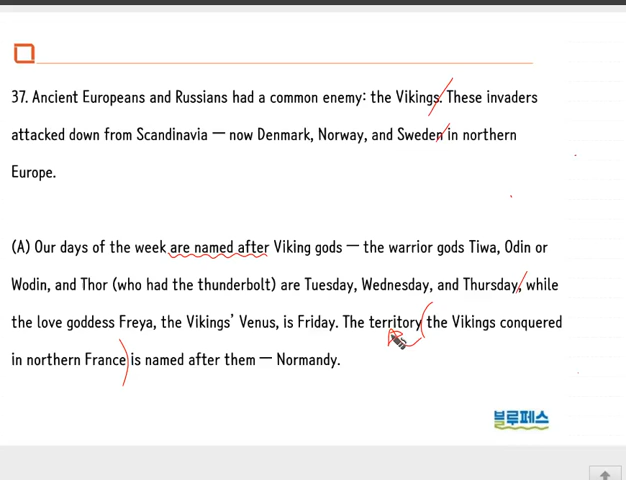 37. Ancient Europeans and Russians had a common enemy: the Vikings. These invaders
attacked down from Scandinavia — now Denmark, Norway, and Sweden in northern
Europe.
(A) Our days of the week are named after Viking gods — the warrior gods Tiwa, Odin or
Wodin, and Thor (who had the thunderbolt) are Tuesday, Wednesday, and Thursday, while
the love goddess Freya, the Vikings’ Venus, is Friday. The territory the Vikings conquered
in northern France is named after them — Normandy.
블루페스